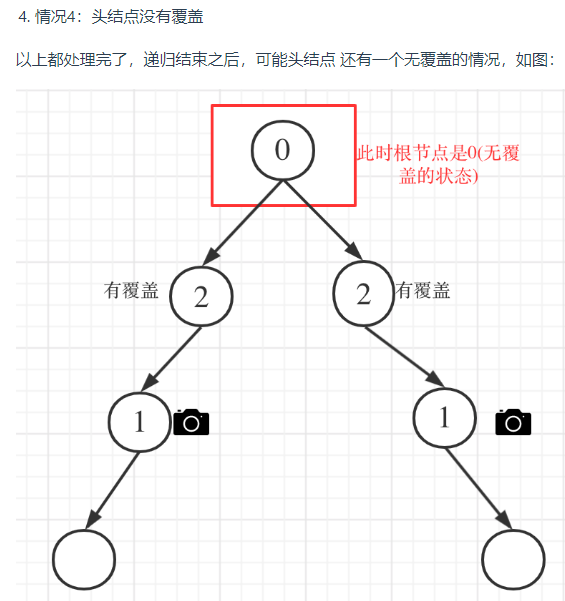 4. 情况4：头结点没有覆盖
以上都处理完了，递归结束之后，可能头结点 还有一个无覆盖的情况，如图：
0
此时根节点是0(无覆
盖的状态)
有覆盖
2
2
有覆盖
1
1